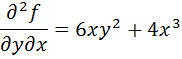 ∂²f/∂y∂x = 6xy² + 4x³